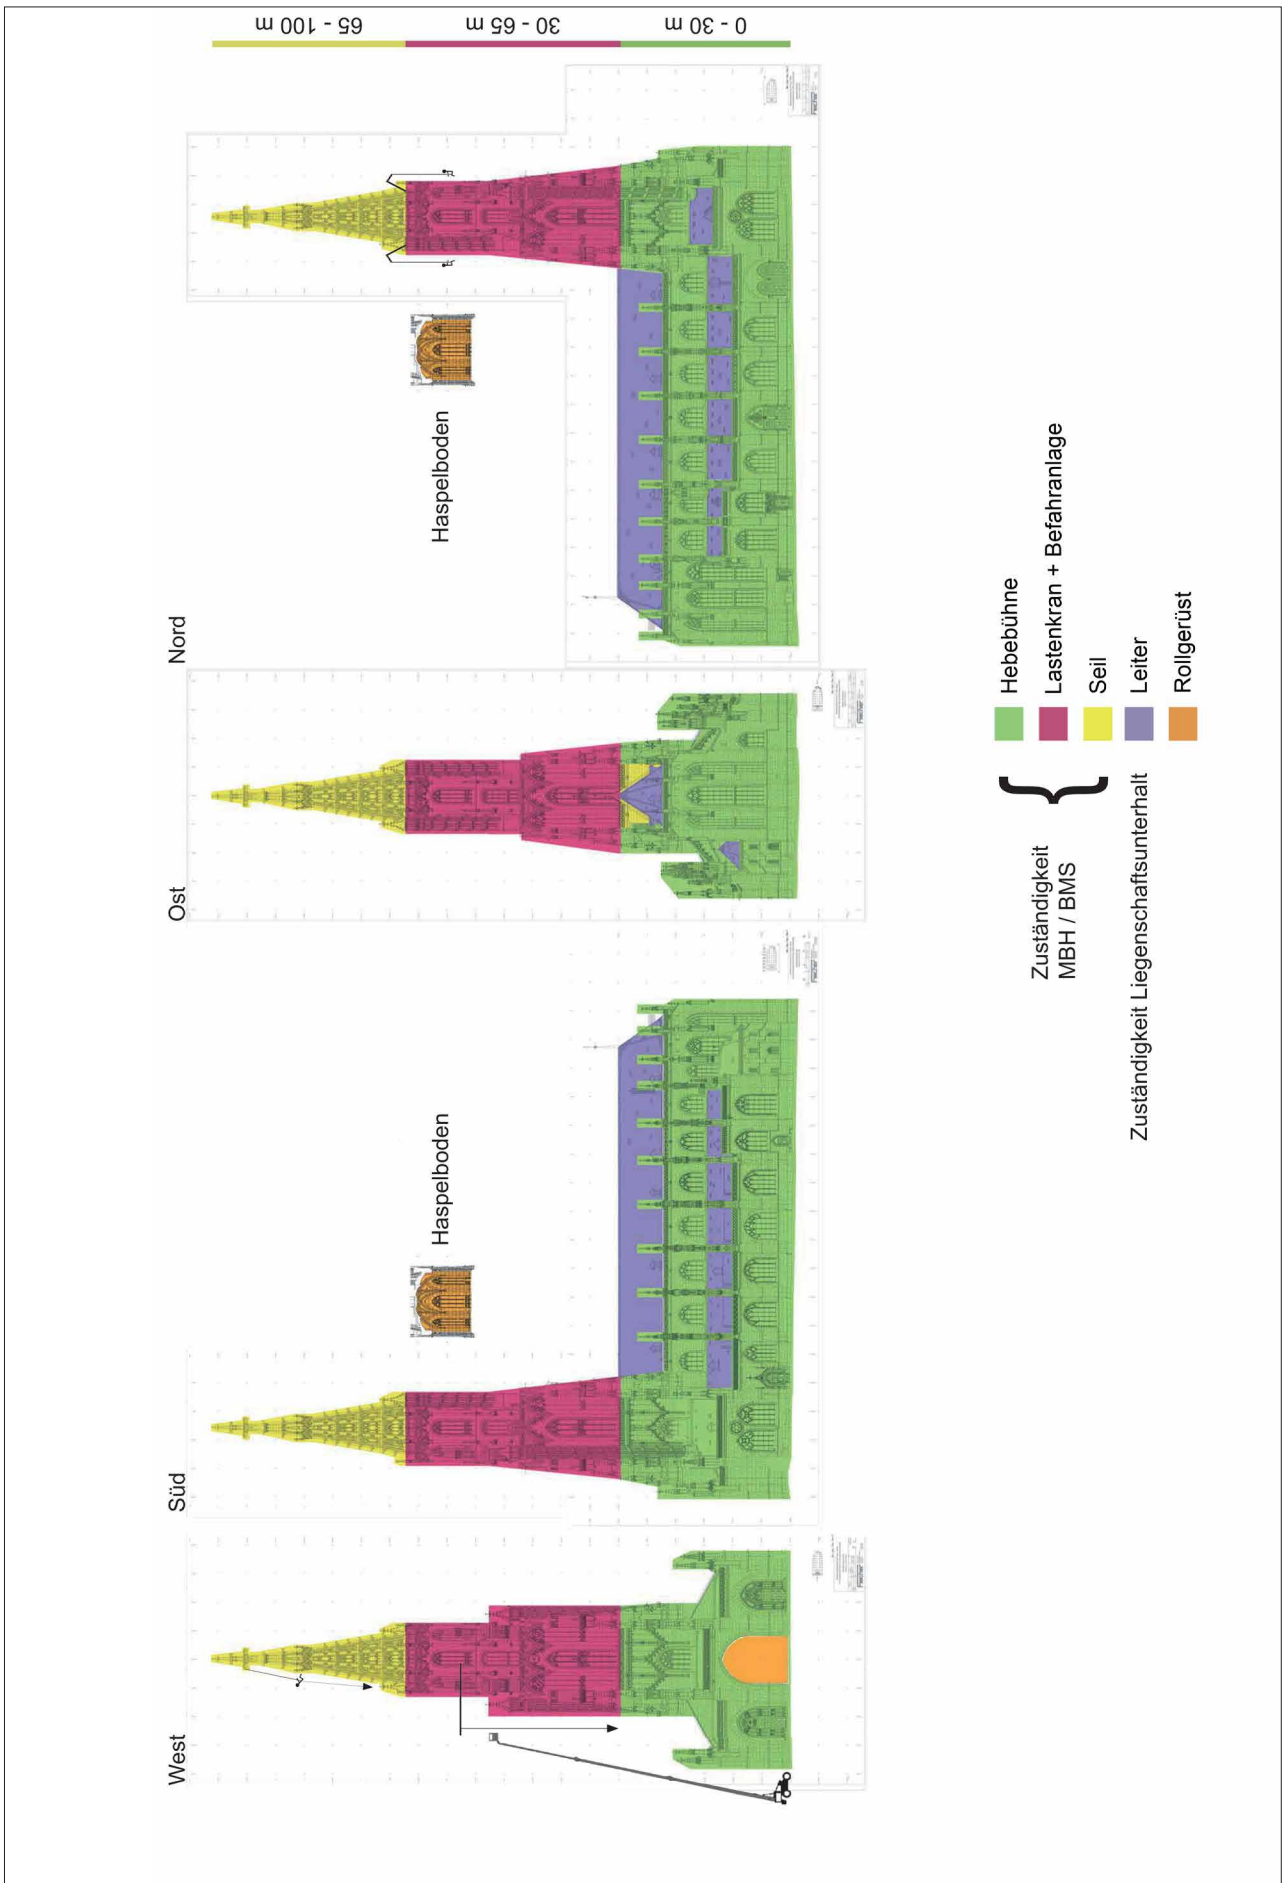 West
Süd
Ost
Nord
Haspelboden
Haspelboden
65 - 100 m
30 - 65 m
0 - 30 m
Zuständigkeit
MBH / BMS
Zuständigkeit Liegenschaftsunterhalt
Hebebühne
Lastenkran + Befahranlage
Seil
Leiter
Rollgerüst